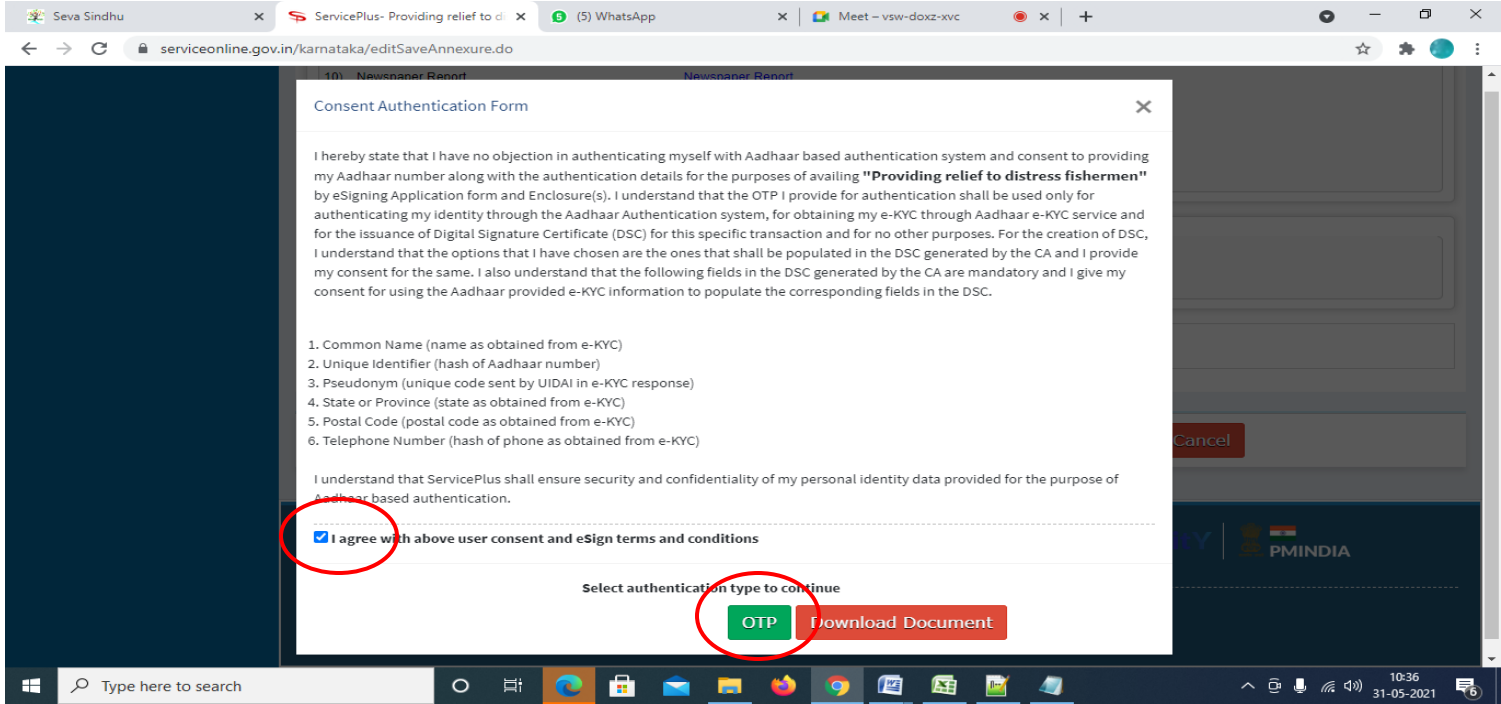 Seva Sindhu
ServicePlus- Providing relief to di
(5) WhatsApp
Meet – vsw-doxz-xvc
serviceonline.gov.in/karnataka/editSaveAnnexure.do
10) Newspaper Report Newspaper Report
Consent Authentication Form
I hereby state that I have no objection in authenticating myself with Aadhaar based authentication system and consent to providing
my Aadhaar number along with the authentication details for the purposes of availing "Providing relief to distress fishermen"
by eSigning Application form and Enclosure(s). I understand that the OTP I provide for authentication shall be used only for
authenticating my identity through the Aadhaar Authentication system, for obtaining my e-KYC through Aadhaar e-KYC service and
for the issuance of Digital Signature Certificate (DSC) for this specific transaction and for no other purposes. For the creation of DSC,
I understand that the options that I have chosen are the ones that shall be populated in the DSC generated by the CA and I provide
my consent for the same. I also understand that the following fields in the DSC generated by the CA are mandatory and I give my
consent for using the Aadhaar provided e-KYC information to populate the corresponding fields in the DSC.
1. Common Name (name as obtained from e-KYC)
2. Unique Identifier (hash of Aadhaar number)
3. Pseudonym (unique code sent by UIDAI in e-KYC response)
4. State or Province (state as obtained from e-KYC)
5. Postal Code (postal code as obtained from e-KYC)
6. Telephone Number (hash of phone as obtained from e-KYC)
Cancel
I understand that ServicePlus shall ensure security and confidentiality of my personal identity data provided for the purpose of
Aadhaar based authentication.
I agree with above user consent and eSign terms and conditions
RY
PMINDIA
Select authentication type to continue
OTP
Download Document
Type here to search
10:36
31-05-2021
6